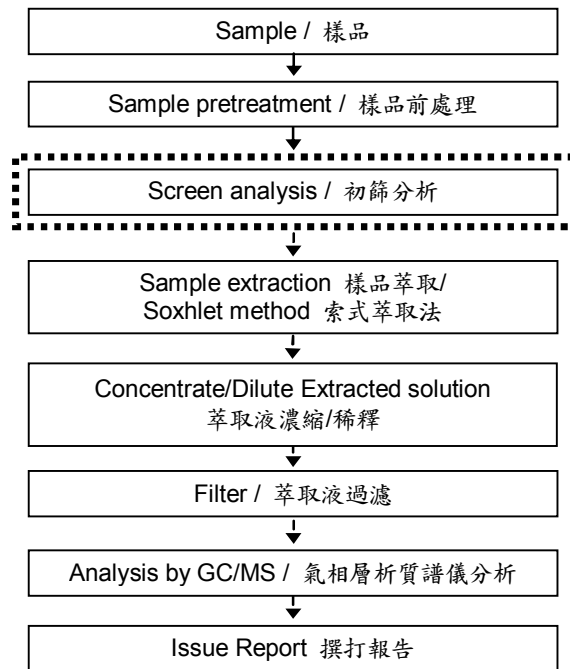 Sample / 樣品
Sample pretreatment / 樣品前處理
Screen analysis / 初篩分析
Sample extraction 樣品萃取/
Soxhlet method 索式萃取法
Concentrate/Dilute Extracted solution
萃取液濃縮/稀釋
Filter / 萃取液過濾
Analysis by GC/MS / 氣相層析質譜儀分析
Issue Report 撰打報告